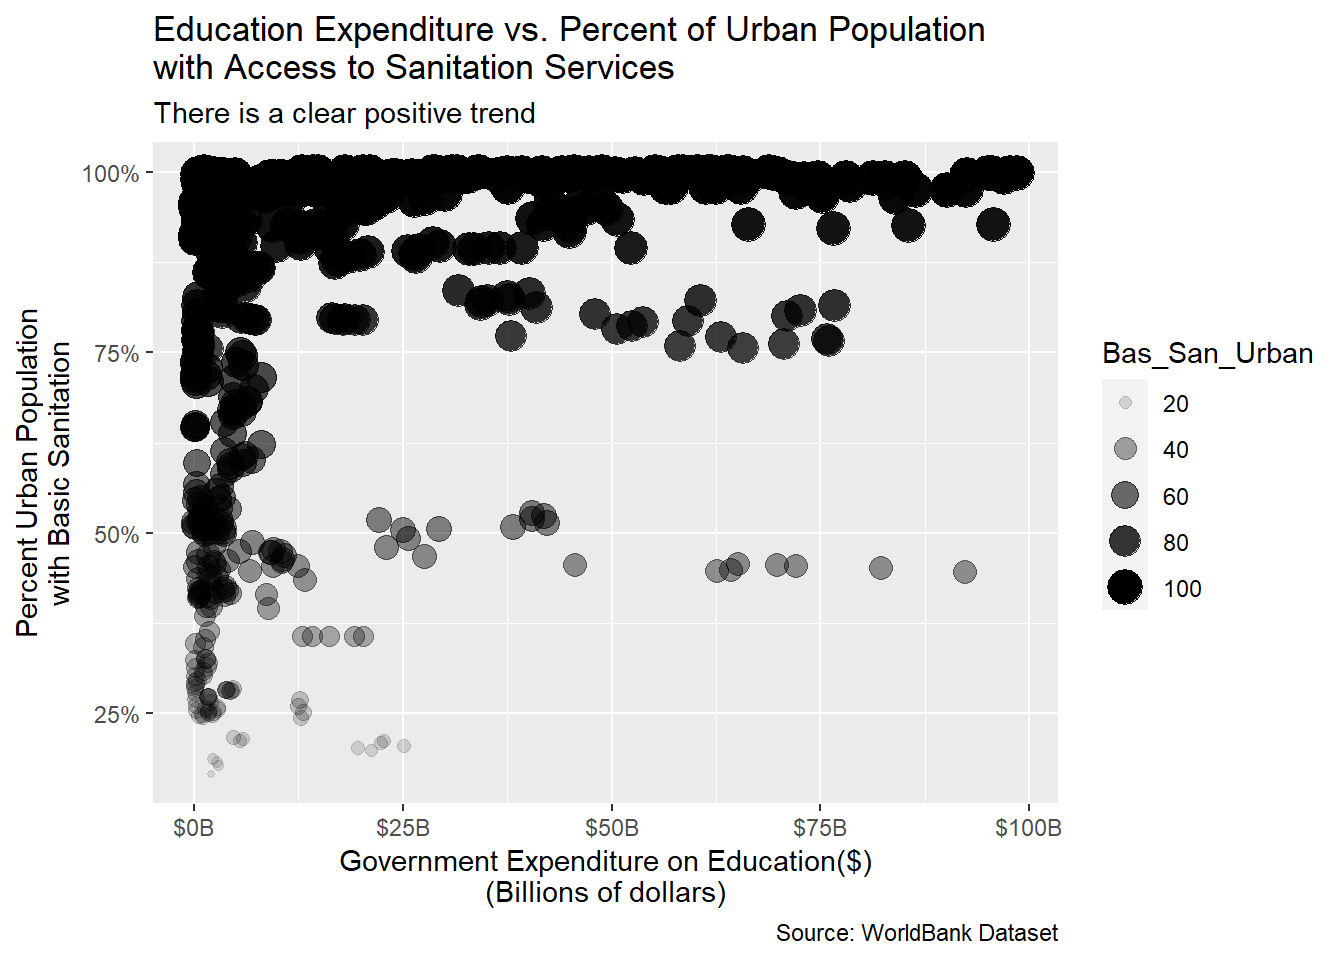 Education Expenditure vs. Percent of Urban Population
with Access to Sanitation Services
There is a clear positive trend
Percent Urban Population
with Basic Sanitation
100%
75%
50%
25%
$0B
$25B
$50B
$75B
$100B
Government Expenditure on Education($)
(Billions of dollars)
Bas_San_Urban
20
40
60
80
100
Source: WorldBank Dataset